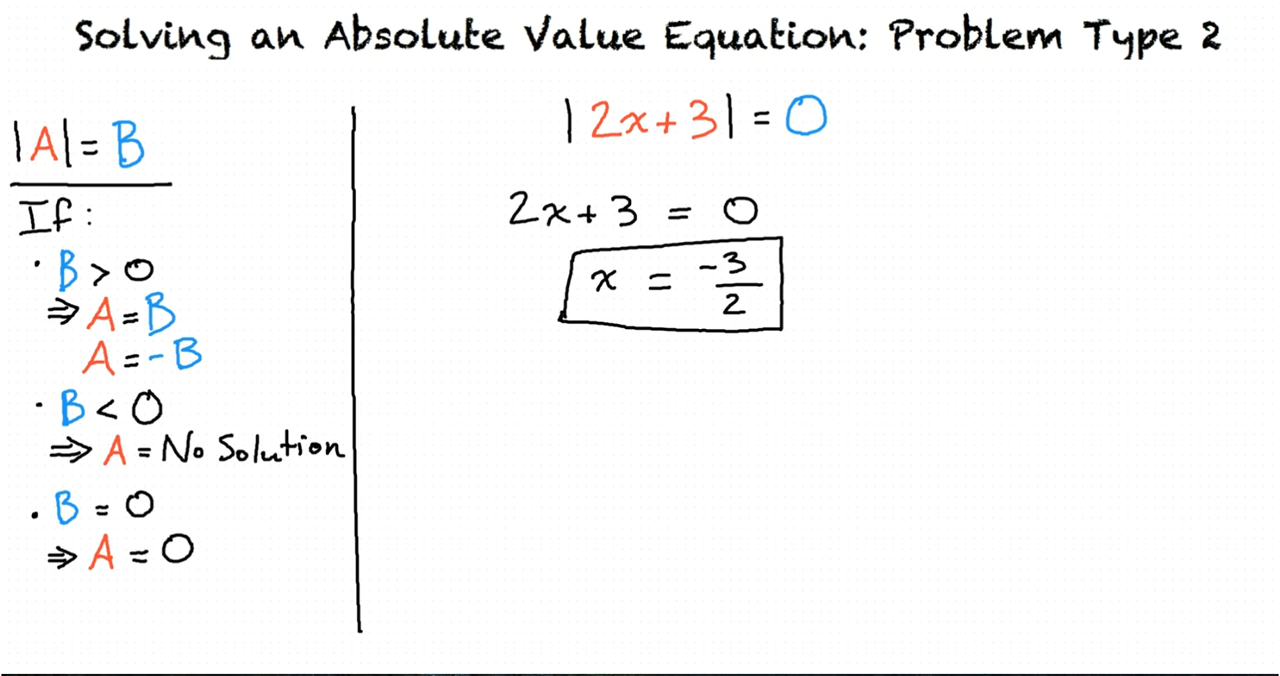 Solving an Absolute Value Equation: Problem Type 2
|A| = B
If:
· B > 0
⇒ A = B
A = -B
· B < 0
⇒ A = No Solution
· B = 0
⇒ A = 0
|2x+3| = 0
2x+3 = 0
x = -3/2